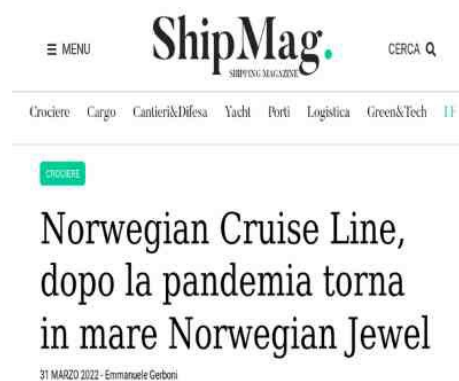 ≡ MENU
ShipMag.
SHIPPING MAGAZINE
CERCA
Crociere Cargo Cantieri&Difesa Yacht Porti Logistica Green&Tech
CROCIERE
Norwegian Cruise Line,
dopo la pandemia torna
in mare Norwegian Jewel
31 MARZO 2022 - Emmanuele Gerboni